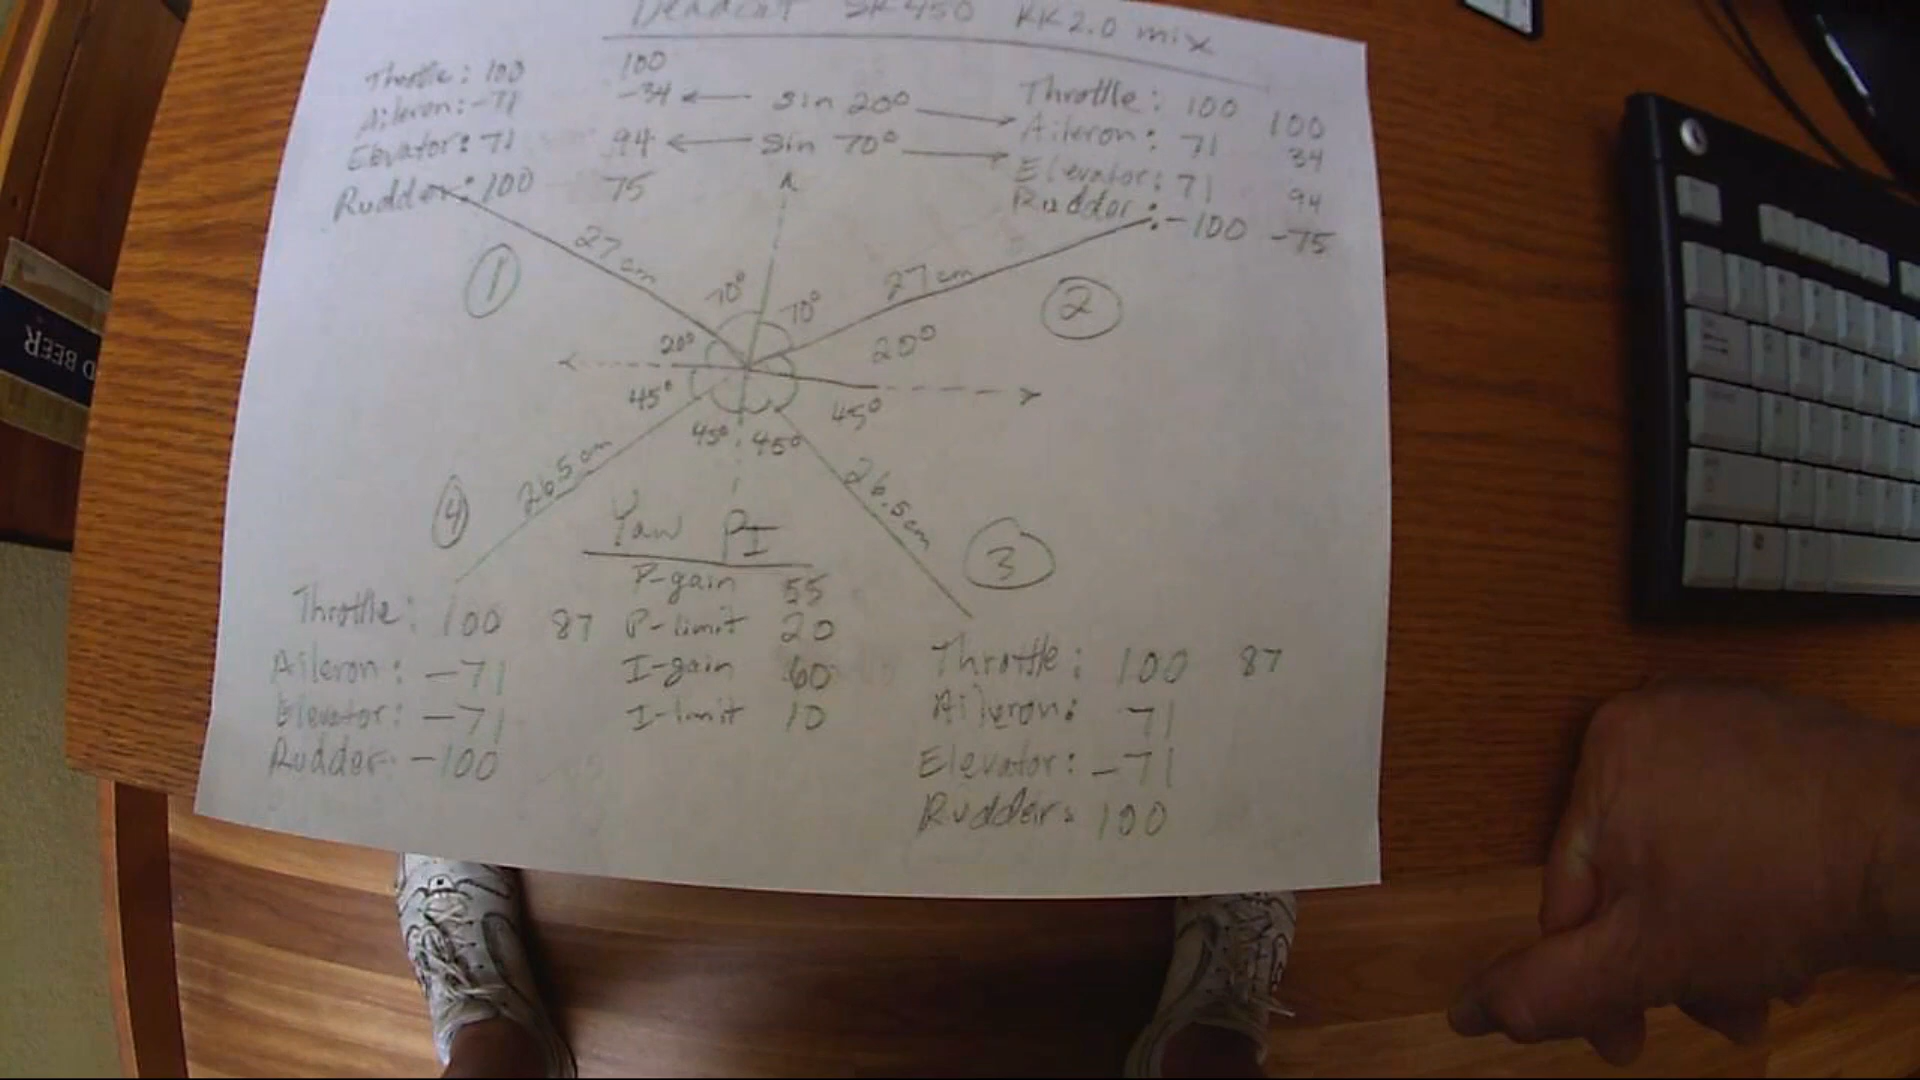 Deadcat SK450 KK2.0 mix
Throttle: 100 100
Aileron: -71 -34 ← sin 20° →
Elevator: 71 94 ← sin 70° →
Rudder: 100 75
Throttle: 100 100
Aileron: 71 34
Elevator: 71 94
Rudder: -100 -75
27cm
27cm
1
2
70°
70°
20°
20°
45°
45°
45°
45°
26.5cm
26.5cm
4
3
Yaw PI
P-gain 55
P-limit 20
I-gain 60
I-limit 10
Throttle: 100 87
Aileron: -71
Elevator: -71
Rudder: -100
Throttle: 100 87
Aileron: 71
Elevator: -71
Rudder: 100
D BEER